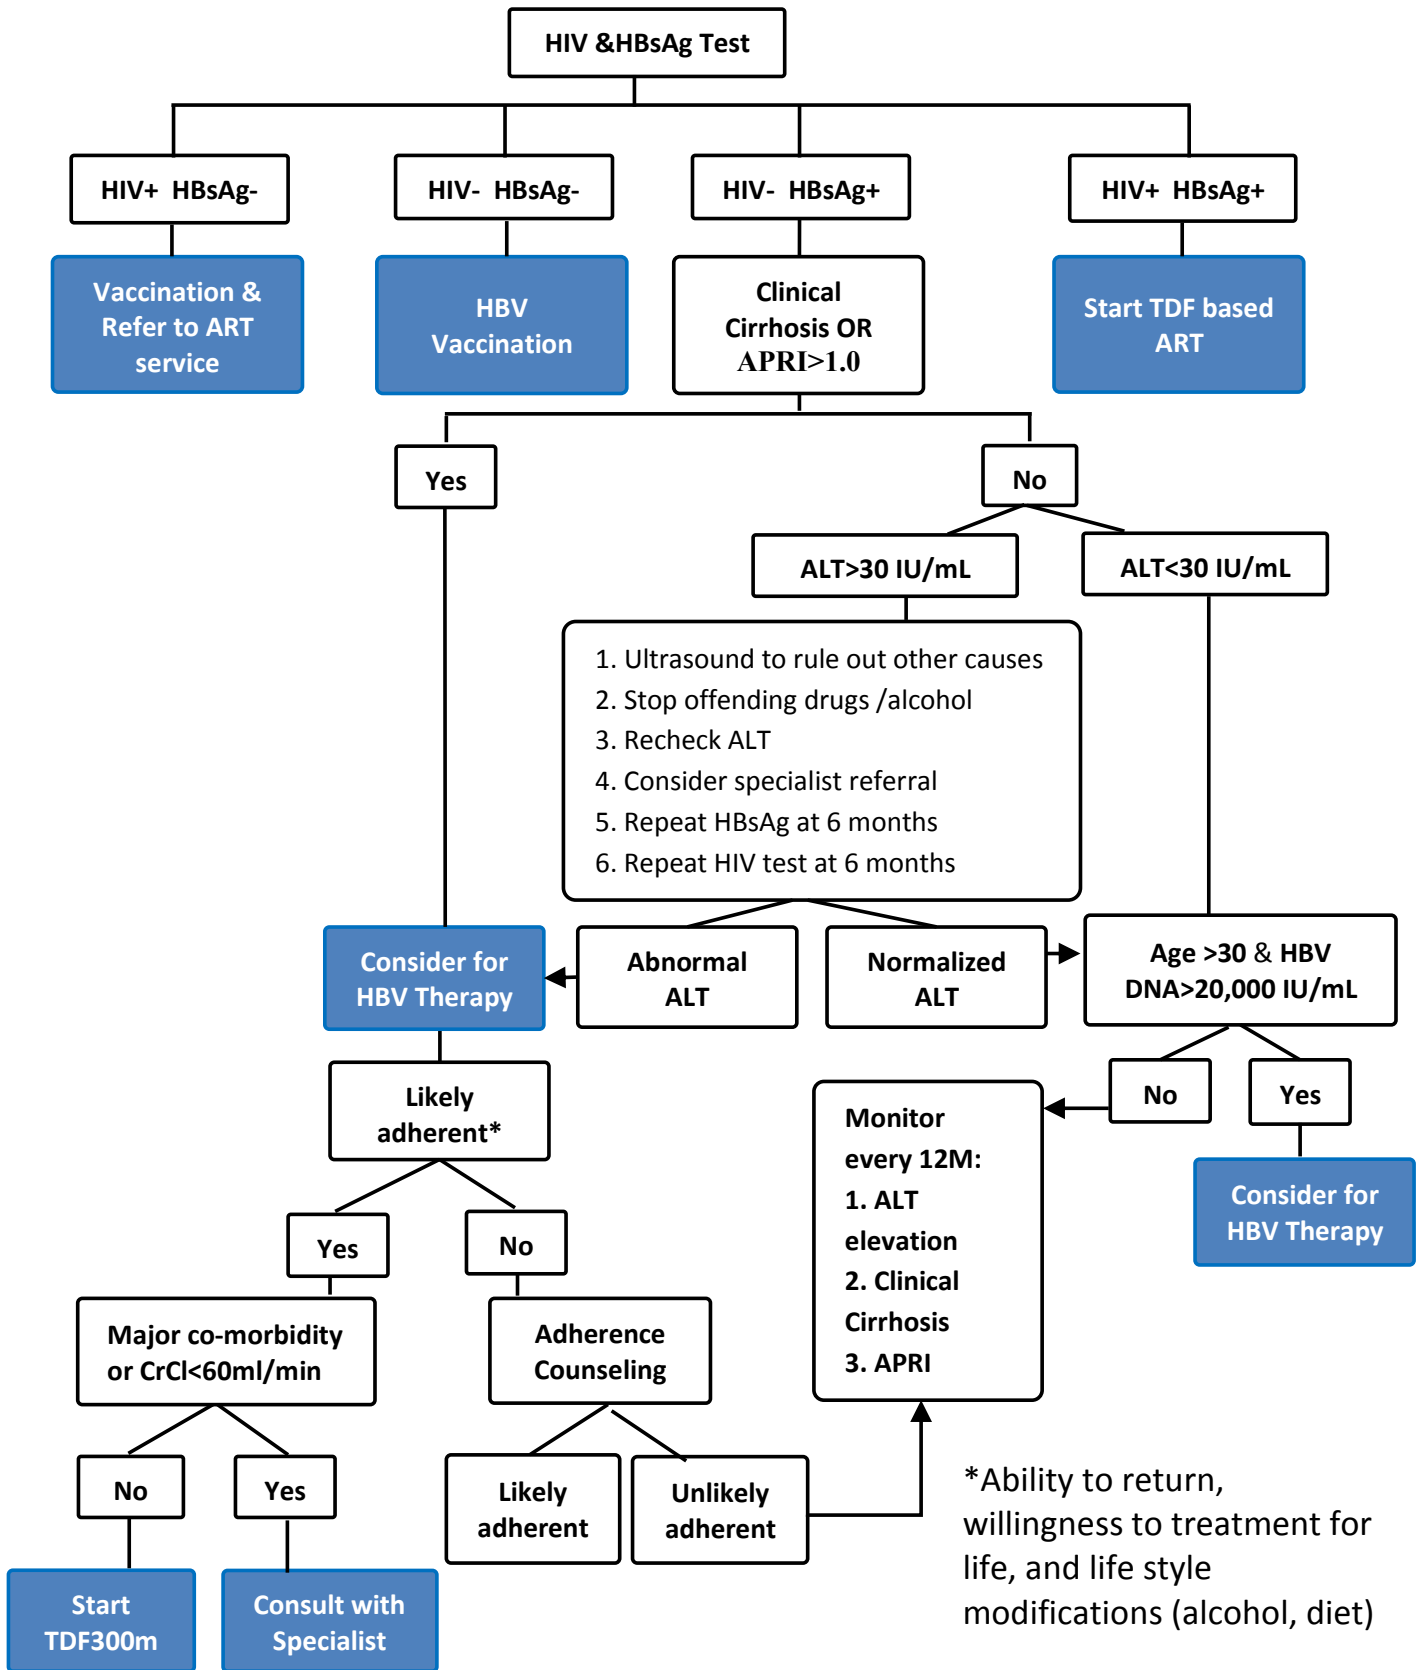 HIV &HBsAg Test
HIV+ HBsAg-
HIV- HBsAg-
HIV- HBsAg+
HIV+ HBsAg+
Vaccination &
Refer to ART
service
HBV
Vaccination
Clinical
Cirrhosis OR
APRI>1.0
Start TDF based
ART
Yes
No
ALT>30 IU/mL
ALT<30 IU/mL
1. Ultrasound to rule out other causes
2. Stop offending drugs /alcohol
3. Recheck ALT
4. Consider specialist referral
5. Repeat HBsAg at 6 months
6. Repeat HIV test at 6 months
Consider for
HBV Therapy
Abnormal
ALT
Normalized
ALT
Age >30 & HBV
DNA>20,000 IU/mL
No
Yes
Consider for
HBV Therapy
Likely
adherent*
Yes
No
Monitor
every 12M:
1. ALT
elevation
2. Clinical
Cirrhosis
3. APRI
Major co-morbidity
or CrCl<60ml/min
Adherence
Counseling
No
Yes
Likely
adherent
Unlikely
adherent
Start
TDF300m
Consult with
Specialist
*Ability to return,
willingness to treatment for
life, and life style
modifications (alcohol, diet)